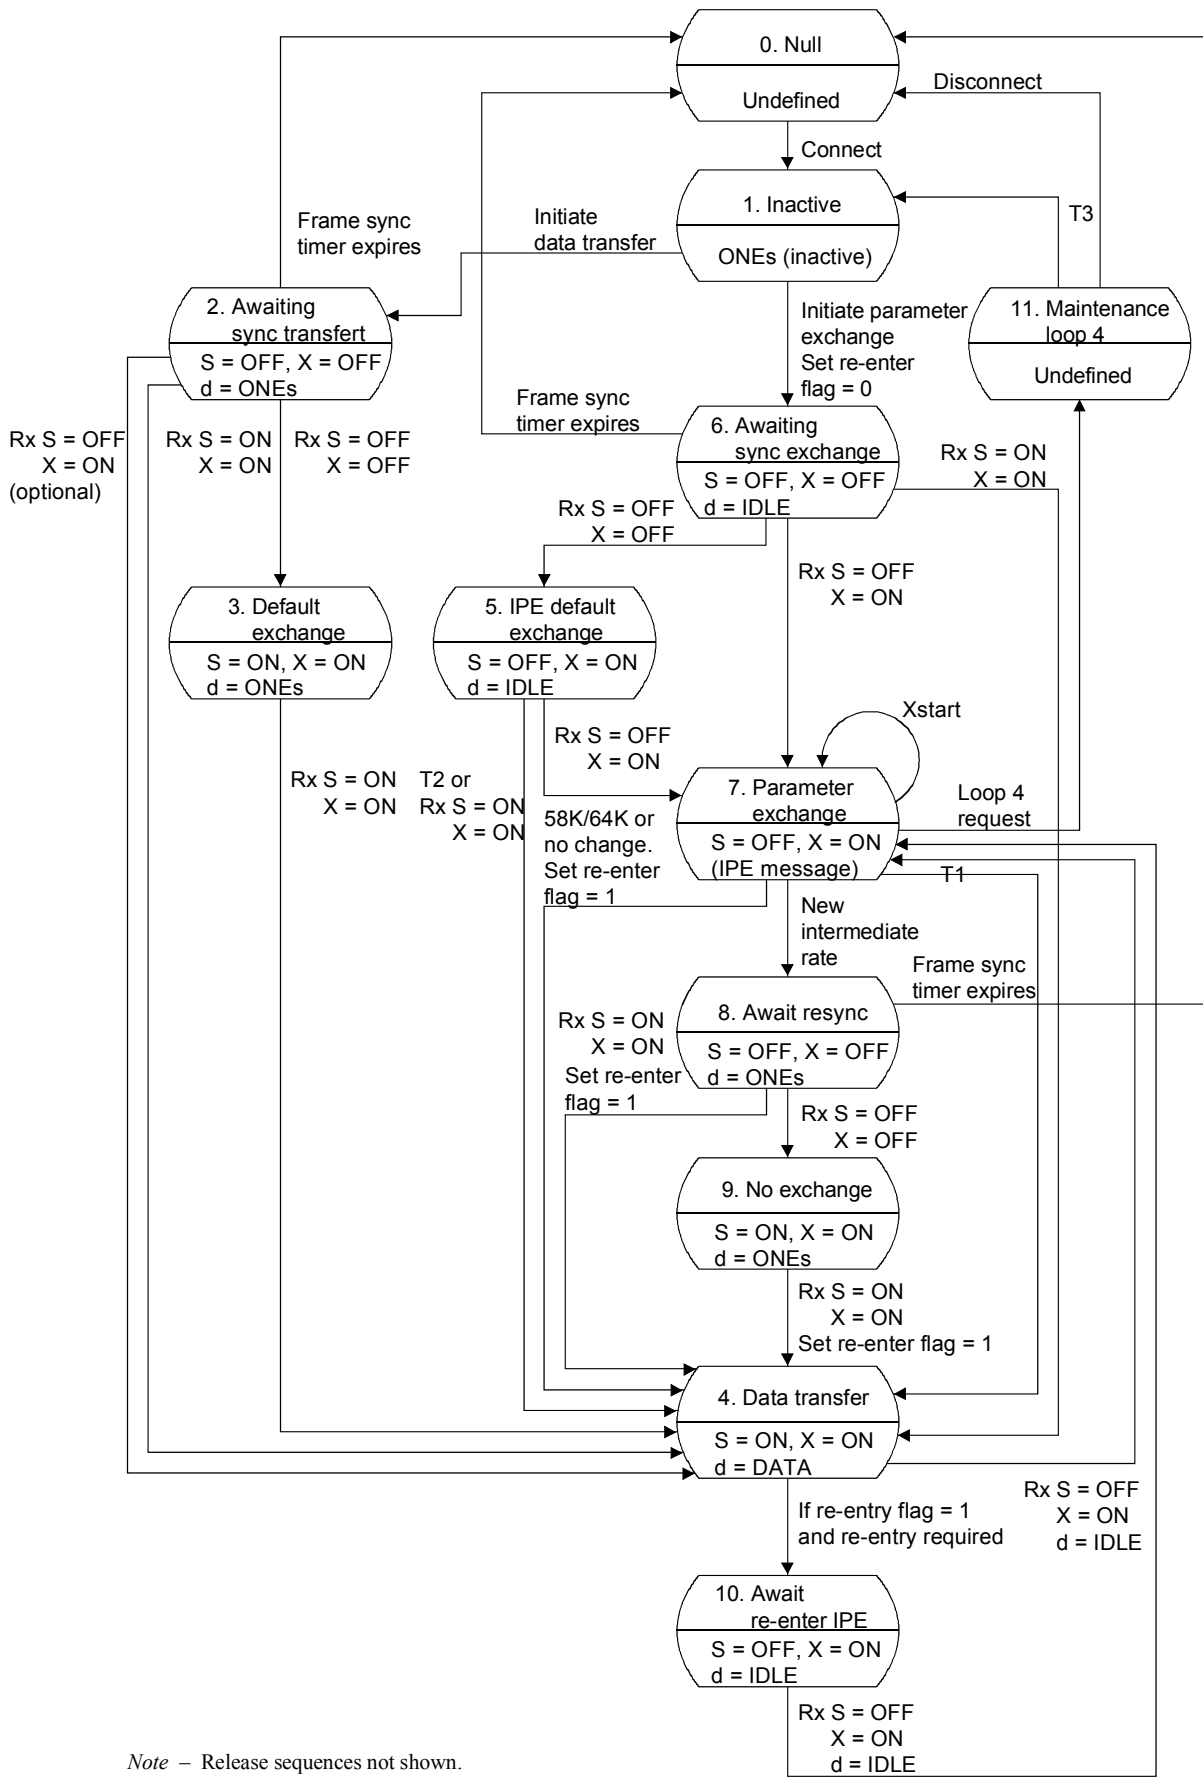 0. Null
Undefined
Disconnect
Connect
1. Inactive
ONEs (inactive)
T3
Frame sync
timer expires
Initiate
data transfer
2. Awaiting
sync transfert
S = OFF, X = OFF
d = ONEs
Initiate parameter
exchange
Set re-enter
flag = 0
11. Maintenance
loop 4
Undefined
Frame sync
timer expires
6. Awaiting
sync exchange
S = OFF, X = OFF
d = IDLE
Rx S = OFF
X = ON
(optional)
Rx S = ON
X = ON
Rx S = OFF
X = OFF
Rx S = ON
X = ON
Rx S = OFF
X = OFF
Rx S = OFF
X = ON
3. Default
exchange
S = ON, X = ON
d = ONEs
5. IPE default
exchange
S = OFF, X = ON
d = IDLE
Xstart
Rx S = OFF
X = ON
Rx S = ON
X = ON
T2 or
Rx S = ON
X = ON
7. Parameter
exchange
S = OFF, X = ON
(IPE message)
Loop 4
request
58K/64K or
no change.
Set re-enter
flag = 1
T1
New
intermediate
rate
Frame sync
timer expires
8. Await resync
S = OFF, X = OFF
d = ONEs
Rx S = ON
X = ON
Set re-enter
flag = 1
Rx S = OFF
X = OFF
9. No exchange
S = ON, X = ON
d = ONEs
Rx S = ON
X = ON
Set re-enter flag = 1
4. Data transfer
S = ON, X = ON
d = DATA
Rx S = OFF
X = ON
d = IDLE
If re-entry flag = 1
and re-entry required
10. Await
re-enter IPE
S = OFF, X = ON
d = IDLE
Rx S = OFF
X = ON
d = IDLE
Note – Release sequences not shown.